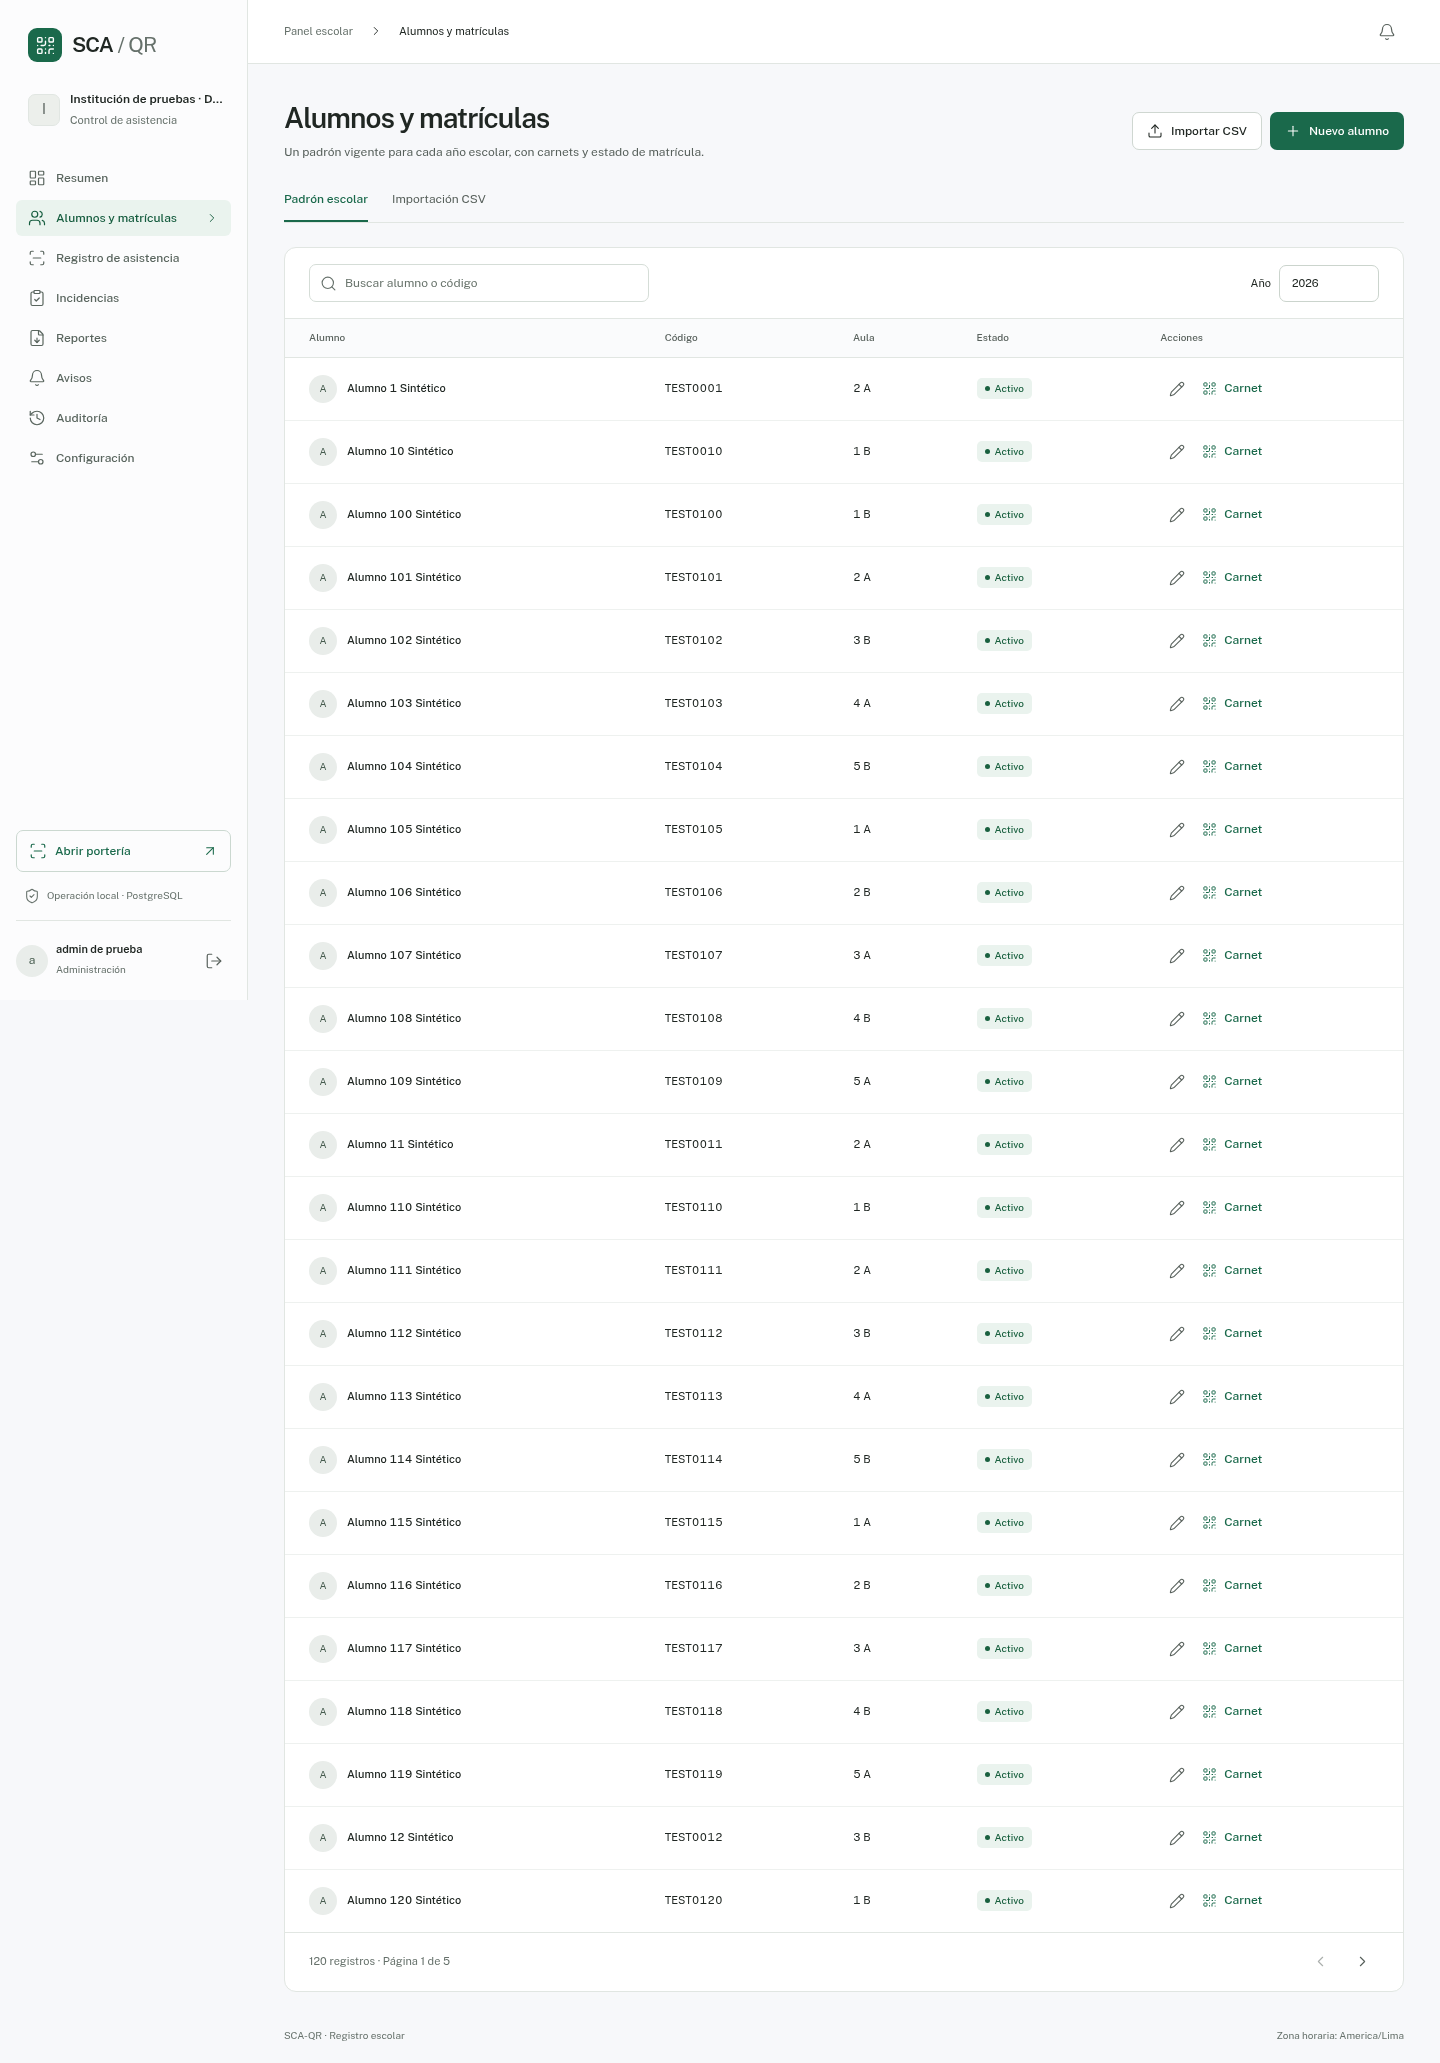 SCA / QR
I
Institución de pruebas · D...
Control de asistencia
Resumen
Alumnos y matrículas
Registro de asistencia
Incidencias
Reportes
Avisos
Auditoría
Configuración
Abrir portería
Operación local · PostgreSQL
a
admin de prueba
Administración
Panel escolar
Alumnos y matrículas
Alumnos y matrículas
Un padrón vigente para cada año escolar, con carnets y estado de matrícula.
Importar CSV
Nuevo alumno
Padrón escolar
Importación CSV
Buscar alumno o código
Año
2026
Alumno Código Aula Estado Acciones
A Alumno 1 Sintético TEST0001 2 A Activo Carnet
A Alumno 10 Sintético TEST0010 1 B Activo Carnet
A Alumno 100 Sintético TEST0100 1 B Activo Carnet
A Alumno 101 Sintético TEST0101 2 A Activo Carnet
A Alumno 102 Sintético TEST0102 3 B Activo Carnet
A Alumno 103 Sintético TEST0103 4 A Activo Carnet
A Alumno 104 Sintético TEST0104 5 B Activo Carnet
A Alumno 105 Sintético TEST0105 1 A Activo Carnet
A Alumno 106 Sintético TEST0106 2 B Activo Carnet
A Alumno 107 Sintético TEST0107 3 A Activo Carnet
A Alumno 108 Sintético TEST0108 4 B Activo Carnet
A Alumno 109 Sintético TEST0109 5 A Activo Carnet
A Alumno 11 Sintético TEST0011 2 A Activo Carnet
A Alumno 110 Sintético TEST0110 1 B Activo Carnet
A Alumno 111 Sintético TEST0111 2 A Activo Carnet
A Alumno 112 Sintético TEST0112 3 B Activo Carnet
A Alumno 113 Sintético TEST0113 4 A Activo Carnet
A Alumno 114 Sintético TEST0114 5 B Activo Carnet
A Alumno 115 Sintético TEST0115 1 A Activo Carnet
A Alumno 116 Sintético TEST0116 2 B Activo Carnet
A Alumno 117 Sintético TEST0117 3 A Activo Carnet
A Alumno 118 Sintético TEST0118 4 B Activo Carnet
A Alumno 119 Sintético TEST0119 5 A Activo Carnet
A Alumno 12 Sintético TEST0012 3 B Activo Carnet
A Alumno 120 Sintético TEST0120 1 B Activo Carnet
120 registros · Página 1 de 5
SCA-QR · Registro escolar
Zona horaria: America/Lima